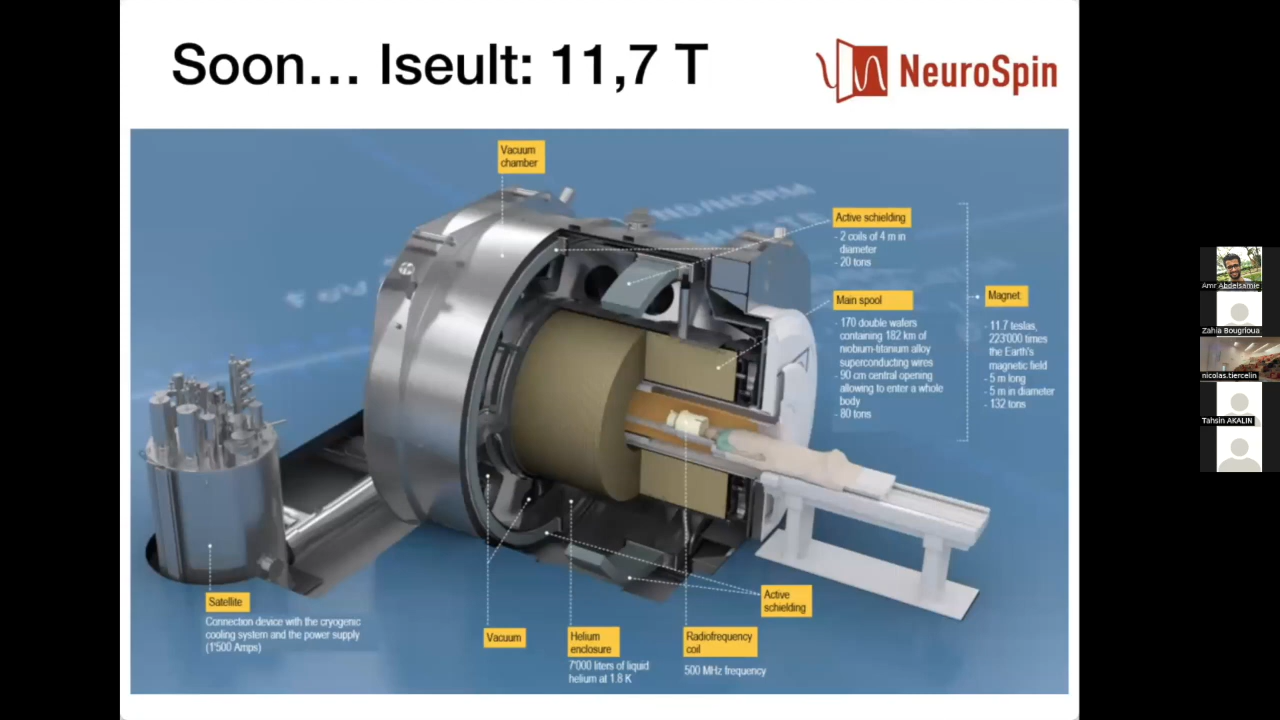 Soon... Iseult: 11,7 T
NeuroSpin
Vacuum
chamber
Active schielding
- 2 coils of 4 m in
diameter
- 20 tons
Main spool
- 170 double wafers
containing 182 km of
niobium-titanium alloy
superconducting wires
- 90 cm central opening
allowing to enter a whole
body
- 80 tons
Magnet
- 11.7 teslas,
223'000 times
the Earth's
magnetic field
- 5 m long
- 5 m in diameter
- 132 tons
Satellite
Connection device with the cryogenic
cooling system and the power supply
(1'500 Amps)
Vacuum
Helium
enclosure
7'000 liters of liquid
helium at 1.8 K
Radiofrequency
coil
500 MHz frequency
Active
schielding
Amr Abdelsamie
Zahia Bougrioua
nicolas.tiercelin
Tahsin AKALIN